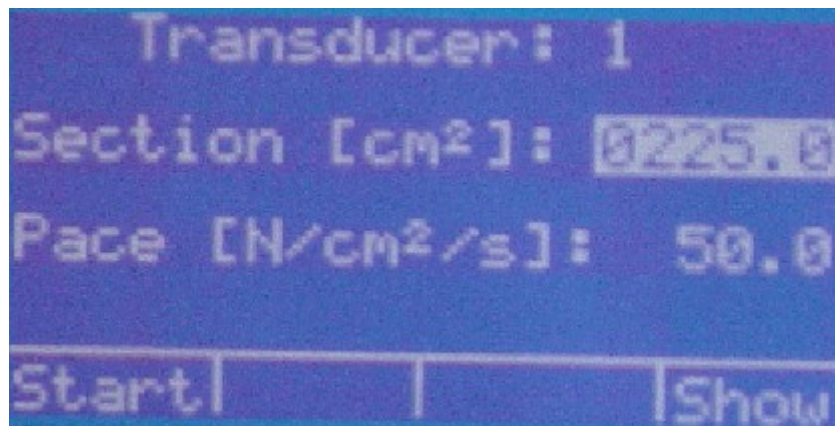 Transducer: 1
Section [cm²]: 0225.0
Pace [N/cm²/s]: 50.0
Start Show